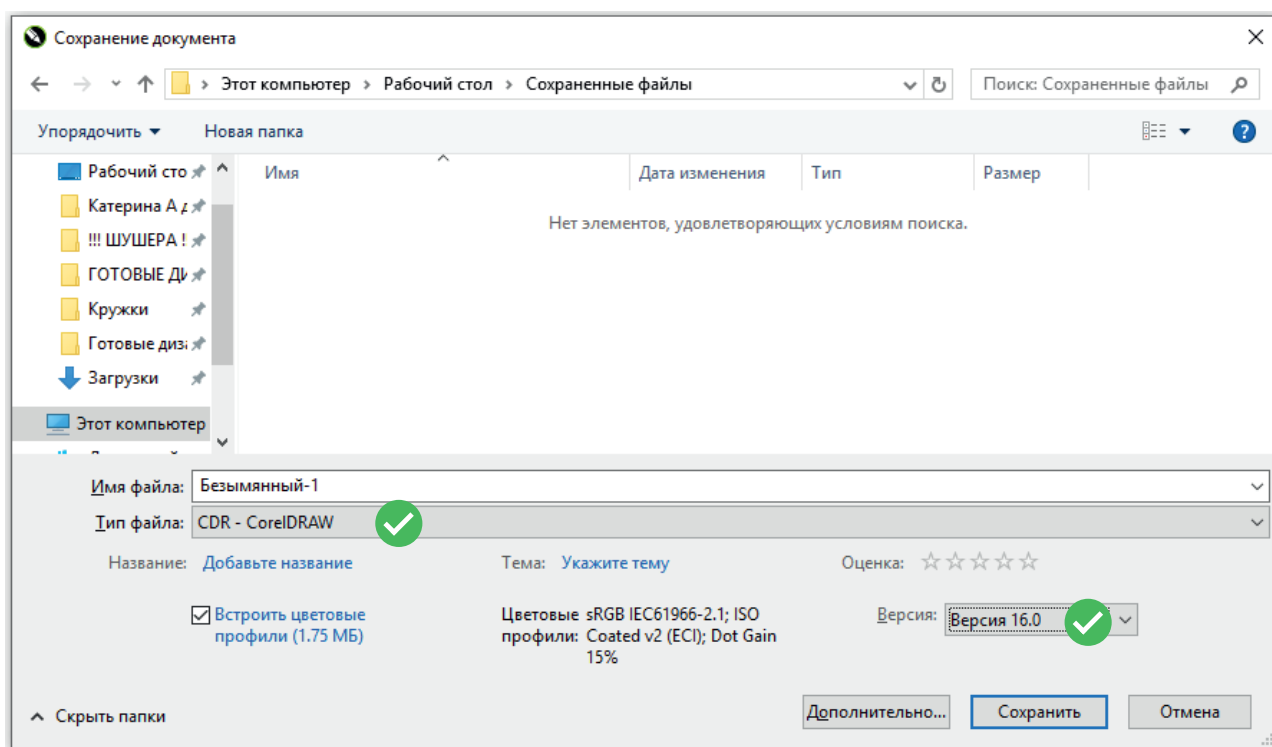 Сохранение документа
Этот компьютер > Рабочий стол > Сохраненные файлы
Поиск: Сохраненные файлы
Упорядочить
Новая папка
Рабочий сто
Катерина А д
!!! ШУШЕРА !
ГОТОВЫЕ ДИ
Кружки
Готовые диза
Загрузки
Этот компьютер
Имя
Дата изменения
Тип
Размер
Нет элементов, удовлетворяющих условиям поиска.
Имя файла: Безымянный-1
Тип файла: CDR - CorelDRAW
Название: Добавьте название
Тема: Укажите тему
Оценка:
Встроить цветовые
профили (1.75 МБ)
Цветовые sRGB IEC61966-2.1; ISO
профили: Coated v2 (ECI); Dot Gain
15%
Версия: Версия 16.0
Скрыть папки
Дополнительно...
Сохранить
Отмена